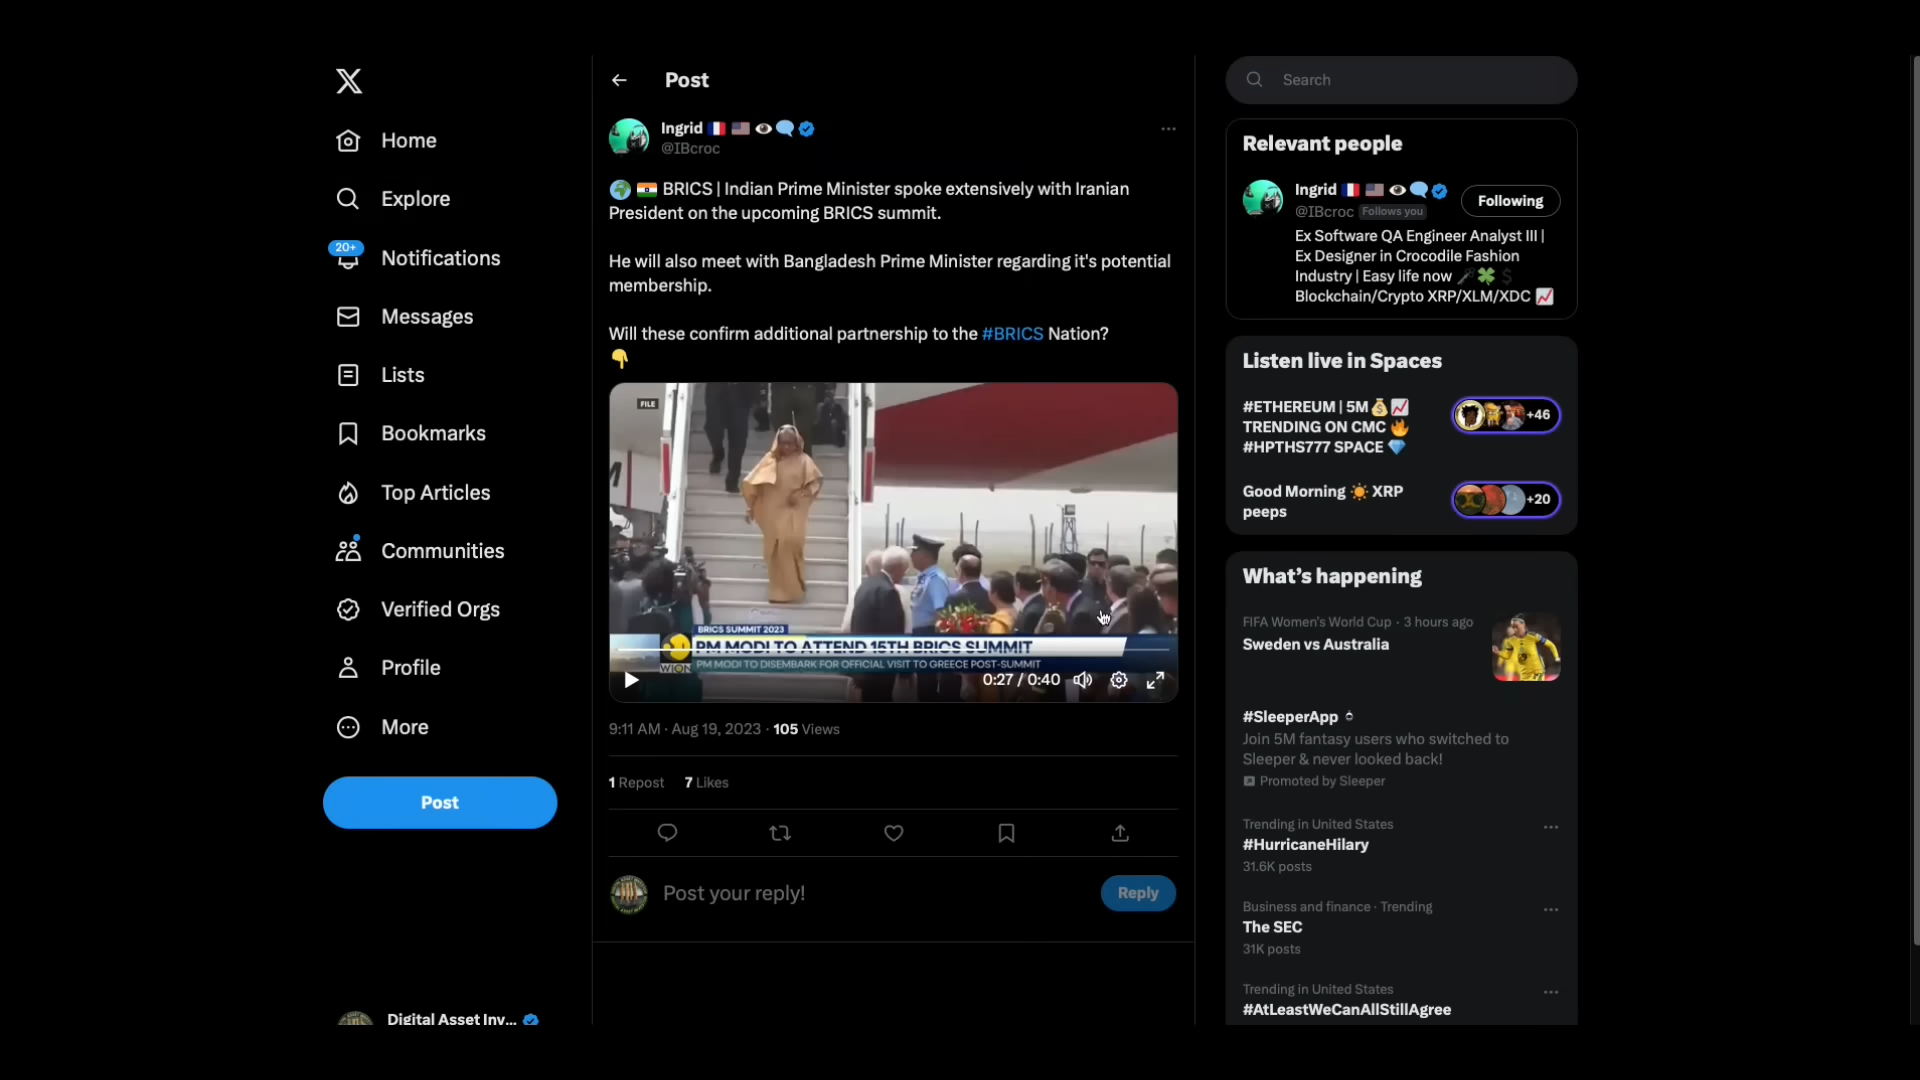 Home
Explore
20+
Notifications
Messages
Lists
Bookmarks
Top Articles
Communities
Verified Orgs
Profile
More
Post
Digital Asset Inv...
Post
Ingrid
@IBcroc
BRICS | Indian Prime Minister spoke extensively with Iranian
President on the upcoming BRICS summit.
He will also meet with Bangladesh Prime Minister regarding it's potential
membership.
Will these confirm additional partnership to the #BRICS Nation?
FILE
BRICS SUMMIT 2023
PM MODI TO ATTEND 15TH BRICS SUMMIT
WION PM MODI TO DISEMBARK FOR OFFICIAL VISIT TO GREECE POST-SUMMIT
0:27 / 0:40
9:11 AM · Aug 19, 2023 · 105 Views
1 Repost 7 Likes
Post your reply!
Reply
Search
Relevant people
Ingrid
@IBcroc Follows you
Following
Ex Software QA Engineer Analyst III |
Ex Designer in Crocodile Fashion
Industry | Easy life now
Blockchain/Crypto XRP/XLM/XDC
Listen live in Spaces
#ETHEREUM | 5M
TRENDING ON CMC
#HPTHS777 SPACE
+46
Good Morning XRP
peeps
+20
What's happening
FIFA Women's World Cup · 3 hours ago
Sweden vs Australia
#SleeperApp
Join 5M fantasy users who switched to
Sleeper & never looked back!
Promoted by Sleeper
Trending in United States
#HurricaneHilary
31.6K posts
Business and finance · Trending
The SEC
31K posts
Trending in United States
#AtLeastWeCanAllStillAgree